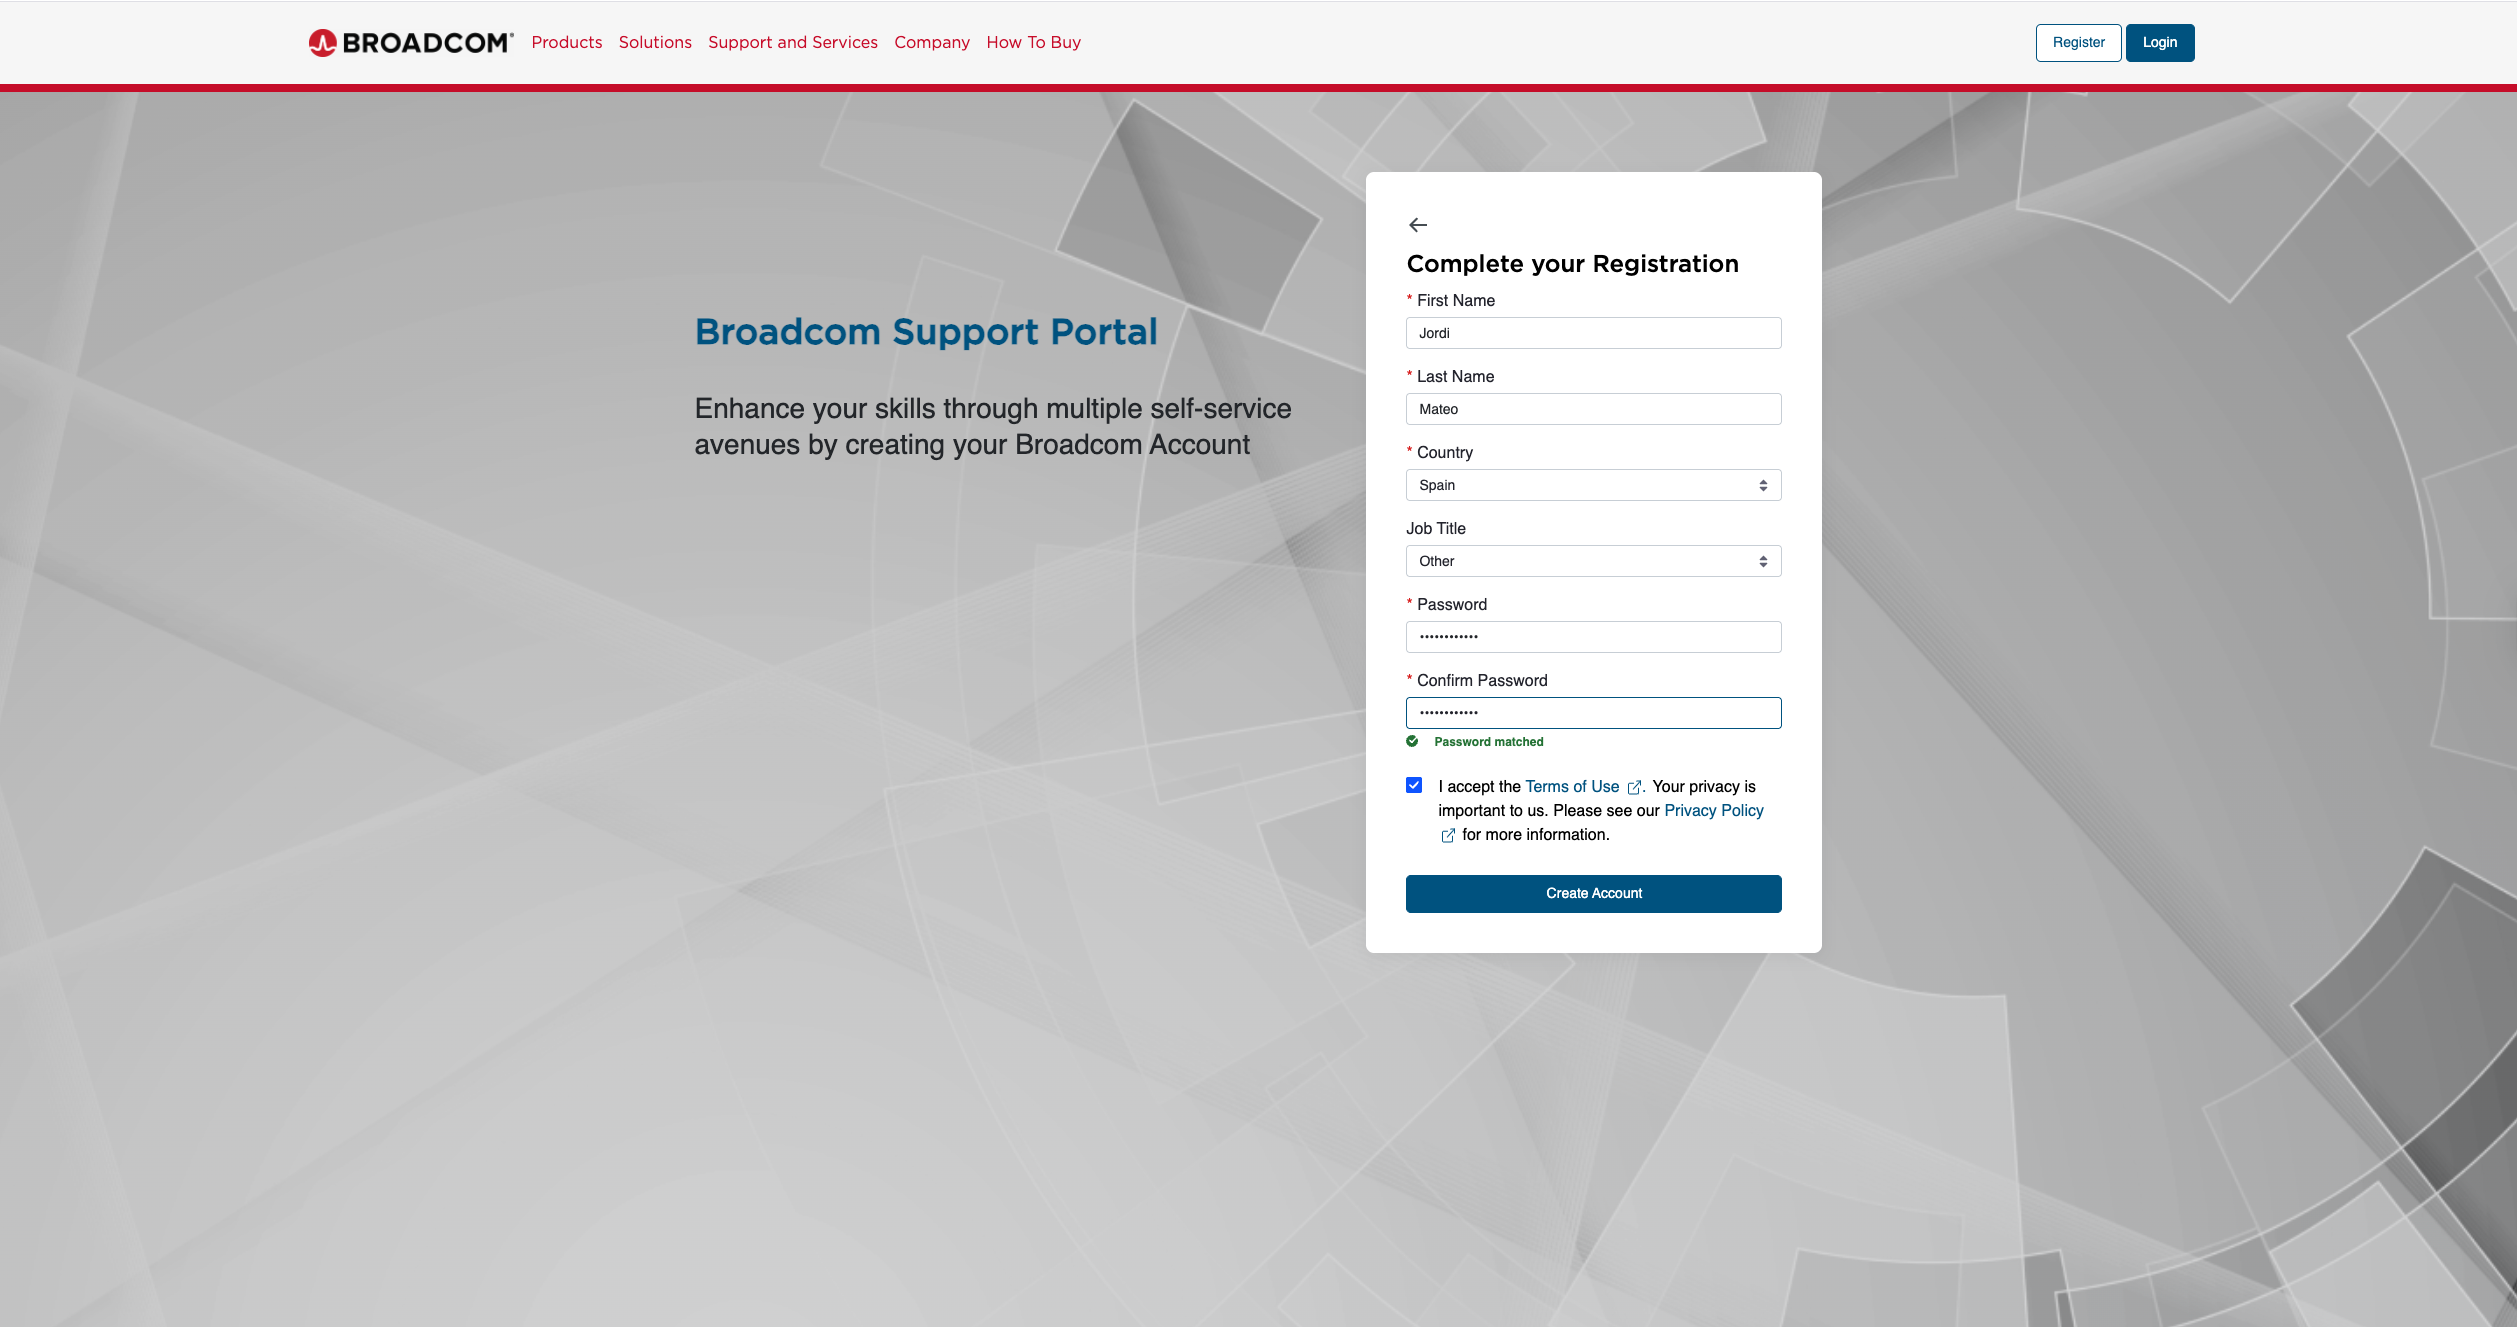 BROADCOM®
Products Solutions Support and Services Company How To Buy
Register Login
Broadcom Support Portal
Enhance your skills through multiple self-service
avenues by creating your Broadcom Account
Complete your Registration
* First Name
Jordi
* Last Name
Mateo
* Country
Spain
Job Title
Other
* Password
••••••••••••
* Confirm Password
••••••••••••
Password matched
I accept the Terms of Use . Your privacy is
important to us. Please see our Privacy Policy
for more information.
Create Account